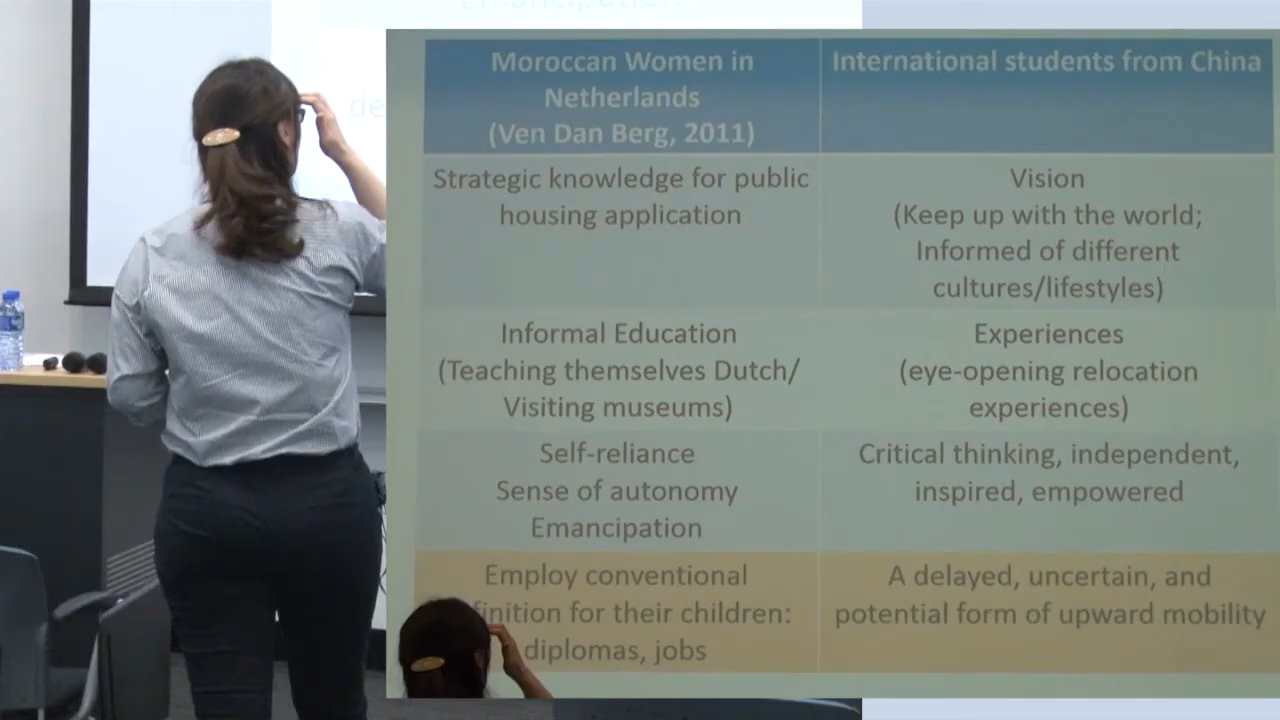 Emancipation
de
Moroccan Women in
Netherlands
(Ven Dan Berg, 2011)
International students from China
Strategic knowledge for public
housing application
Vision
(Keep up with the world;
Informed of different
cultures/lifestyles)
Informal Education
(Teaching themselves Dutch/
Visiting museums)
Experiences
(eye-opening relocation
experiences)
Self-reliance
Sense of autonomy
Emancipation
Critical thinking, independent,
inspired, empowered
Employ conventional
finition for their children:
diplomas, jobs
A delayed, uncertain, and
potential form of upward mobility